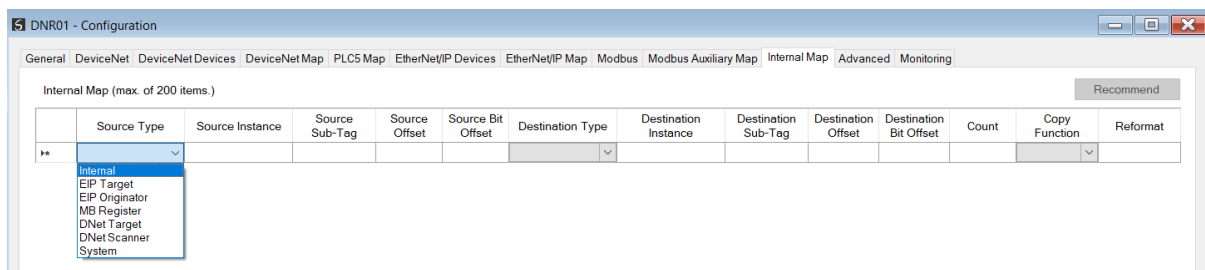 DNR01 - Configuration
General DeviceNet DeviceNet Devices DeviceNet Map PLC5 Map EtherNet/IP Devices EtherNet/IP Map Modbus Modbus Auxiliary Map Internal Map Advanced Monitoring
Internal Map (max. of 200 items.) Recommend
Source Type Source Instance Source Sub-Tag Source Offset Source Bit Offset Destination Type Destination Instance Destination Sub-Tag Destination Offset Destination Bit Offset Count Copy Function Reformat
Internal
EIP Target
EIP Originator
MB Register
DNet Target
DNet Scanner
System